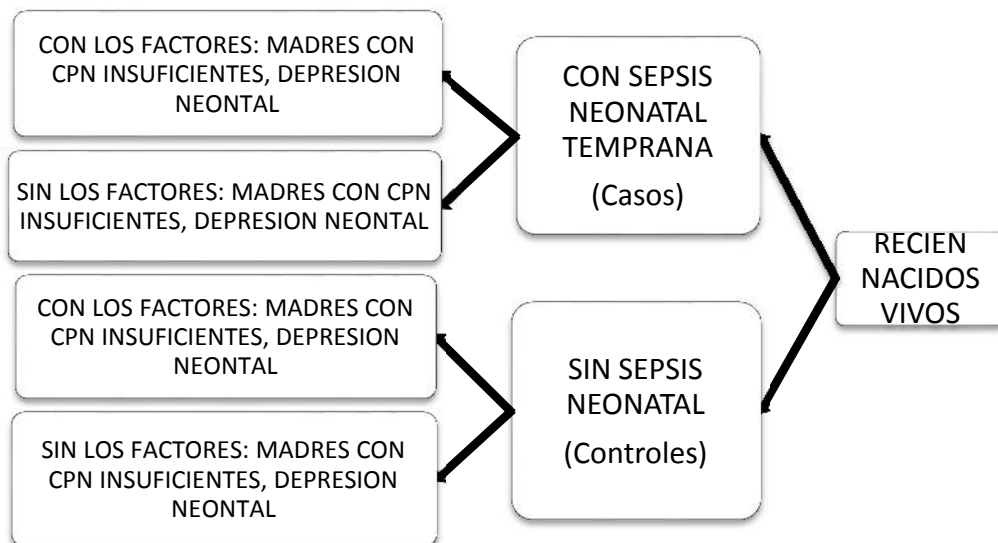 CON LOS FACTORES: MADRES CON
CPN INSUFICIENTES, DEPRESION
NEONTAL
SIN LOS FACTORES: MADRES CON CPN
INSUFICIENTES, DEPRESION NEONTAL
CON LOS FACTORES: MADRES CON
CPN INSUFICIENTES, DEPRESION
NEONTAL
SIN LOS FACTORES: MADRES CON
CPN INSUFICIENTES, DEPRESION
NEONTAL
CON SEPSIS
NEONATAL
TEMPRANA
(Casos)
SIN SEPSIS
NEONATAL
(Controles)
RECIEN
NACIDOS
VIVOS